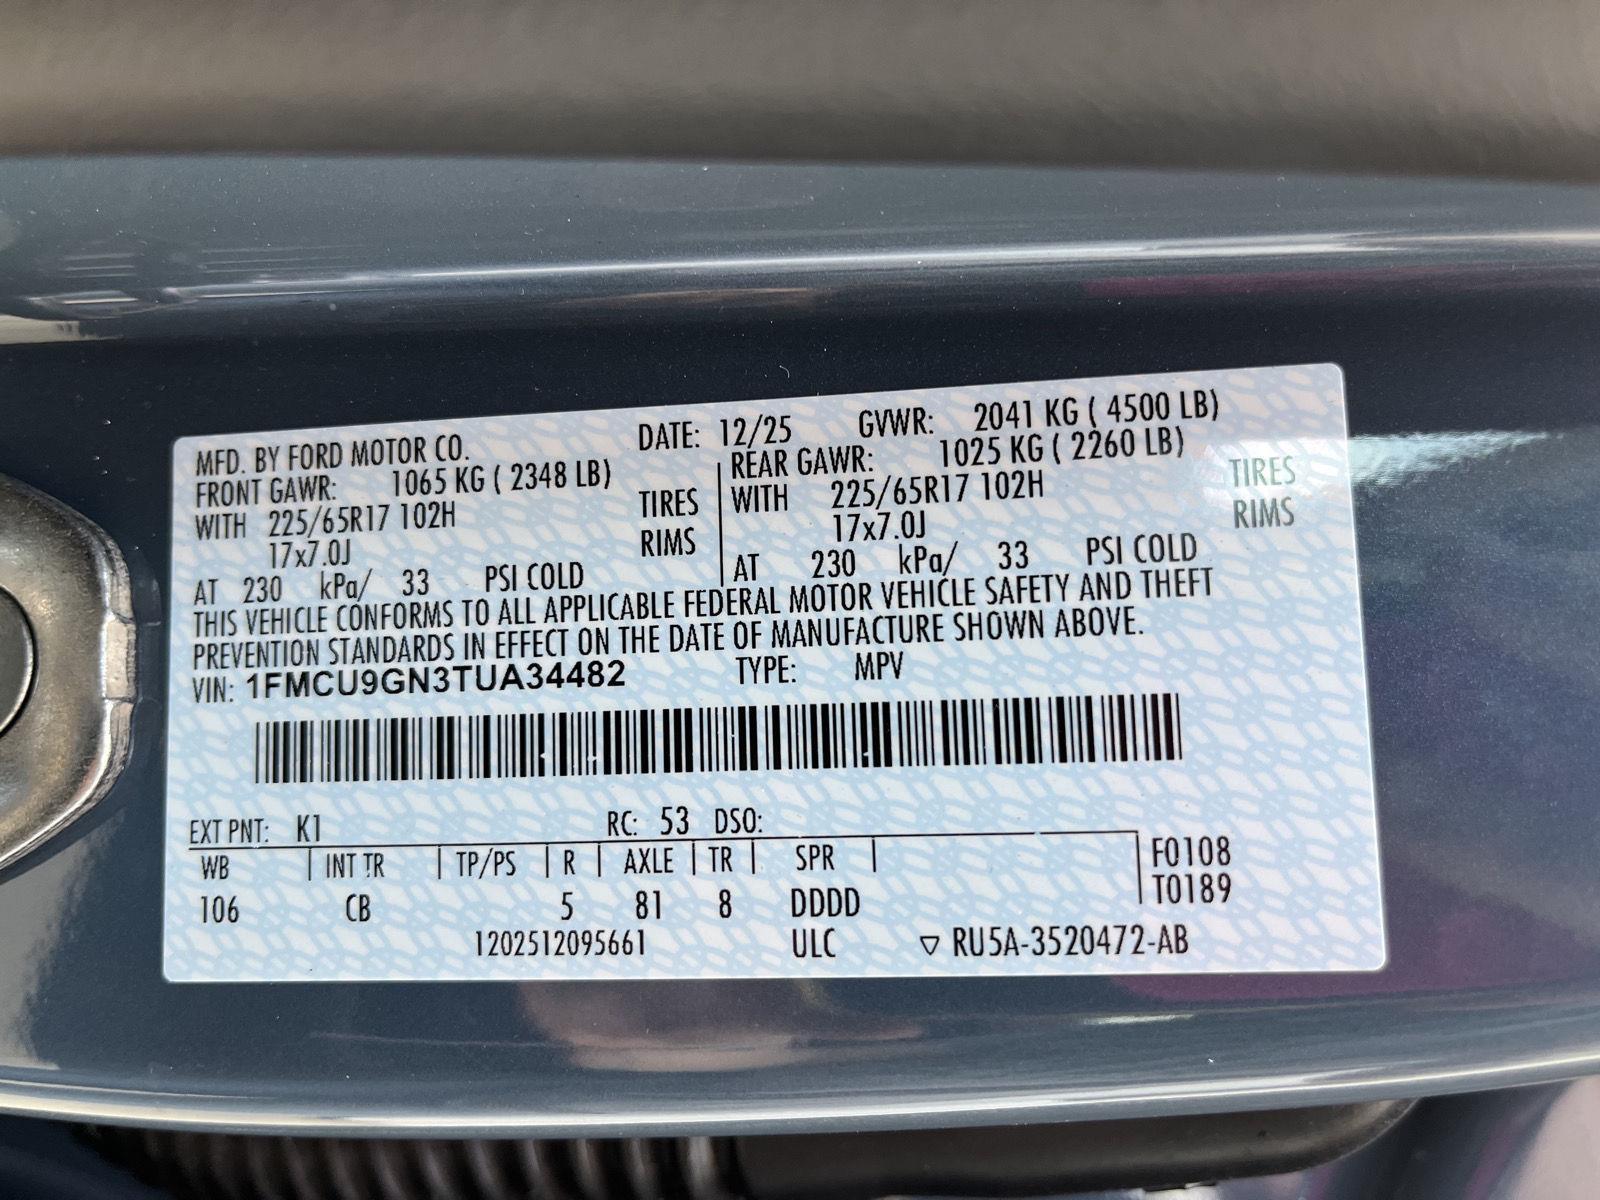 MFD. BY FORD MOTOR CO. DATE: 12/25 GVWR: 2041 KG ( 4500 LB)
FRONT GAWR: 1065 KG ( 2348 LB) REAR GAWR: 1025 KG ( 2260 LB)
WITH 225/65R17 102H TIRES WITH 225/65R17 102H TIRES
17x7.0J RIMS 17x7.0J RIMS
AT 230 kPa/ 33 PSI COLD AT 230 kPa/ 33 PSI COLD
THIS VEHICLE CONFORMS TO ALL APPLICABLE FEDERAL MOTOR VEHICLE SAFETY AND THEFT
PREVENTION STANDARDS IN EFFECT ON THE DATE OF MANUFACTURE SHOWN ABOVE.
VIN: 1FMCU9GN3TUA34482 TYPE: MPV
EXT PNT: K1 RC: 53 DSO:
WB INT TR TP/PS R AXLE TR SPR F0108
106 CB 5 81 8 DDDD T0189
1202512095661 ULC ▽ RU5A-3520472-AB